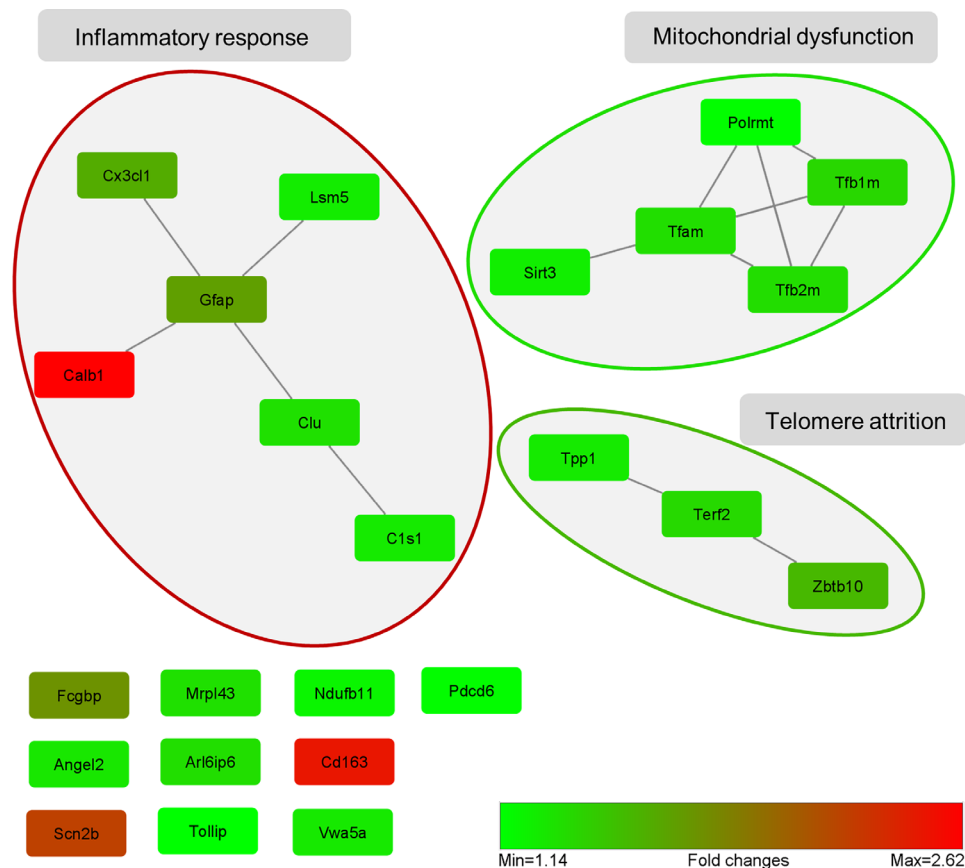 Inflammatory response
Mitochondrial dysfunction
Cx3cl1
Lsm5
Gfap
Calb1
Clu
C1s1
Polrmt
Tfb1m
Tfam
Sirt3
Tfb2m
Telomere attrition
Tpp1
Terf2
Zbtb10
Fcgbp
Mrpl43
Ndufb11
Pdcd6
Angel2
Arl6ip6
Cd163
Scn2b
Tollip
Vwa5a
Min=1.14 Fold changes Max=2.62